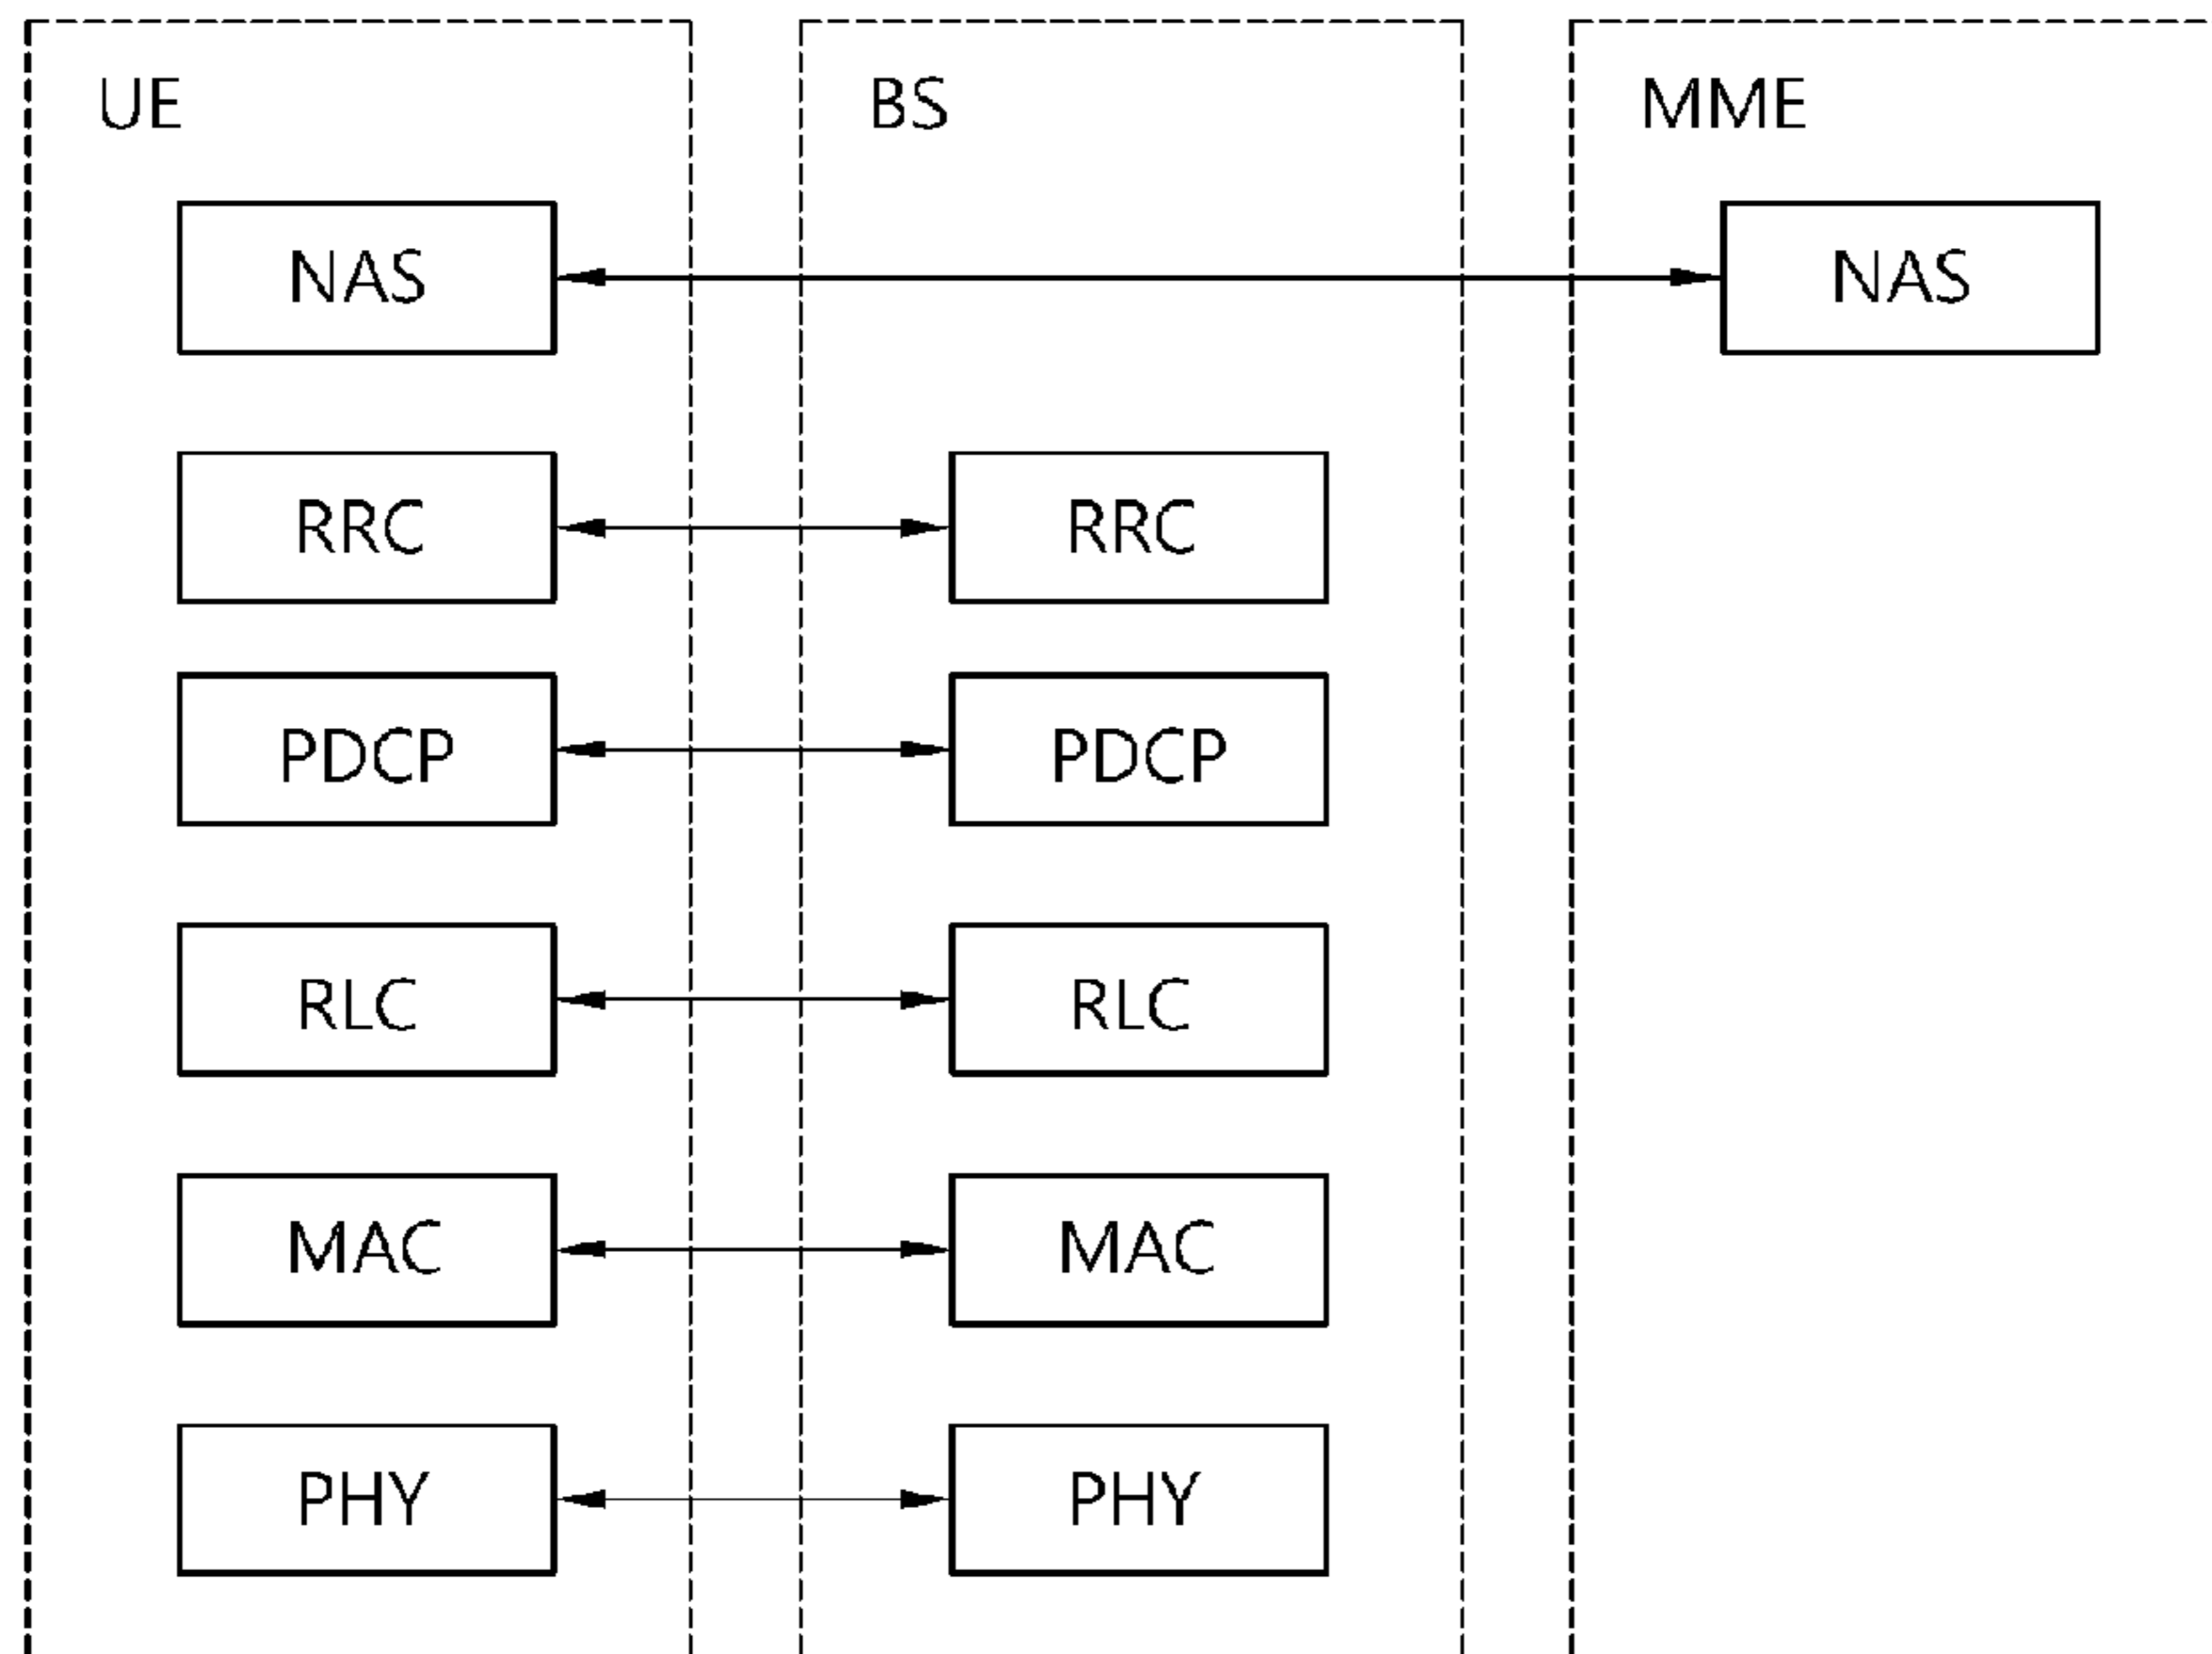 UE BS MME
NAS NAS
RRC RRC
PDCP PDCP
RLC RLC
MAC MAC
PHY PHY